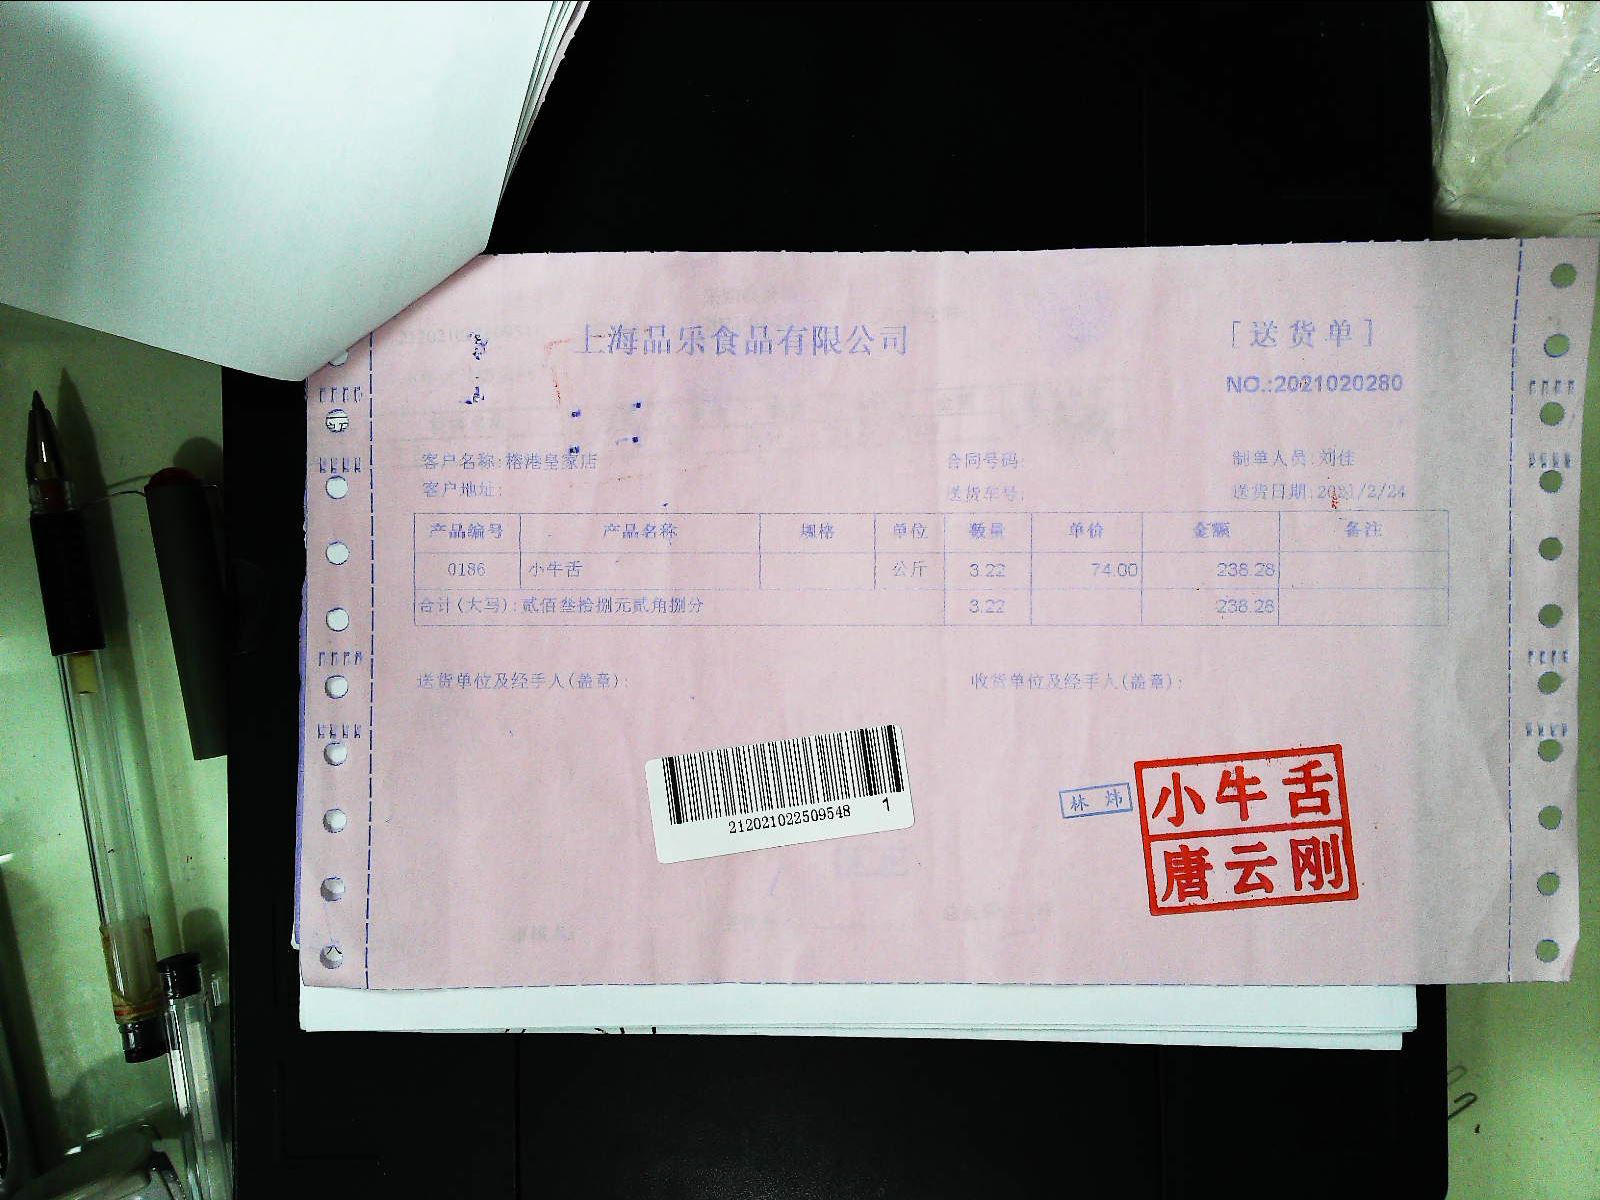 上海品乐食品有限公司
[送货单]
NO.:2021020280
客户名称:榕港皇家店
合同号码:
制单人员:刘佳
客户地址:
送货车号:
送货日期:2021/2/24
产品编号 产品名称 规格 单位 数量 单价 金额 备注
0186 小牛舌 公斤 3.22 74.00 238.28
合计(大写):贰佰叁拾捌元贰角捌分 3.22 238.28
送货单位及经手人(盖章):
收货单位及经手人(盖章):
212021022509548 1
林 炜
小牛舌
唐云刚